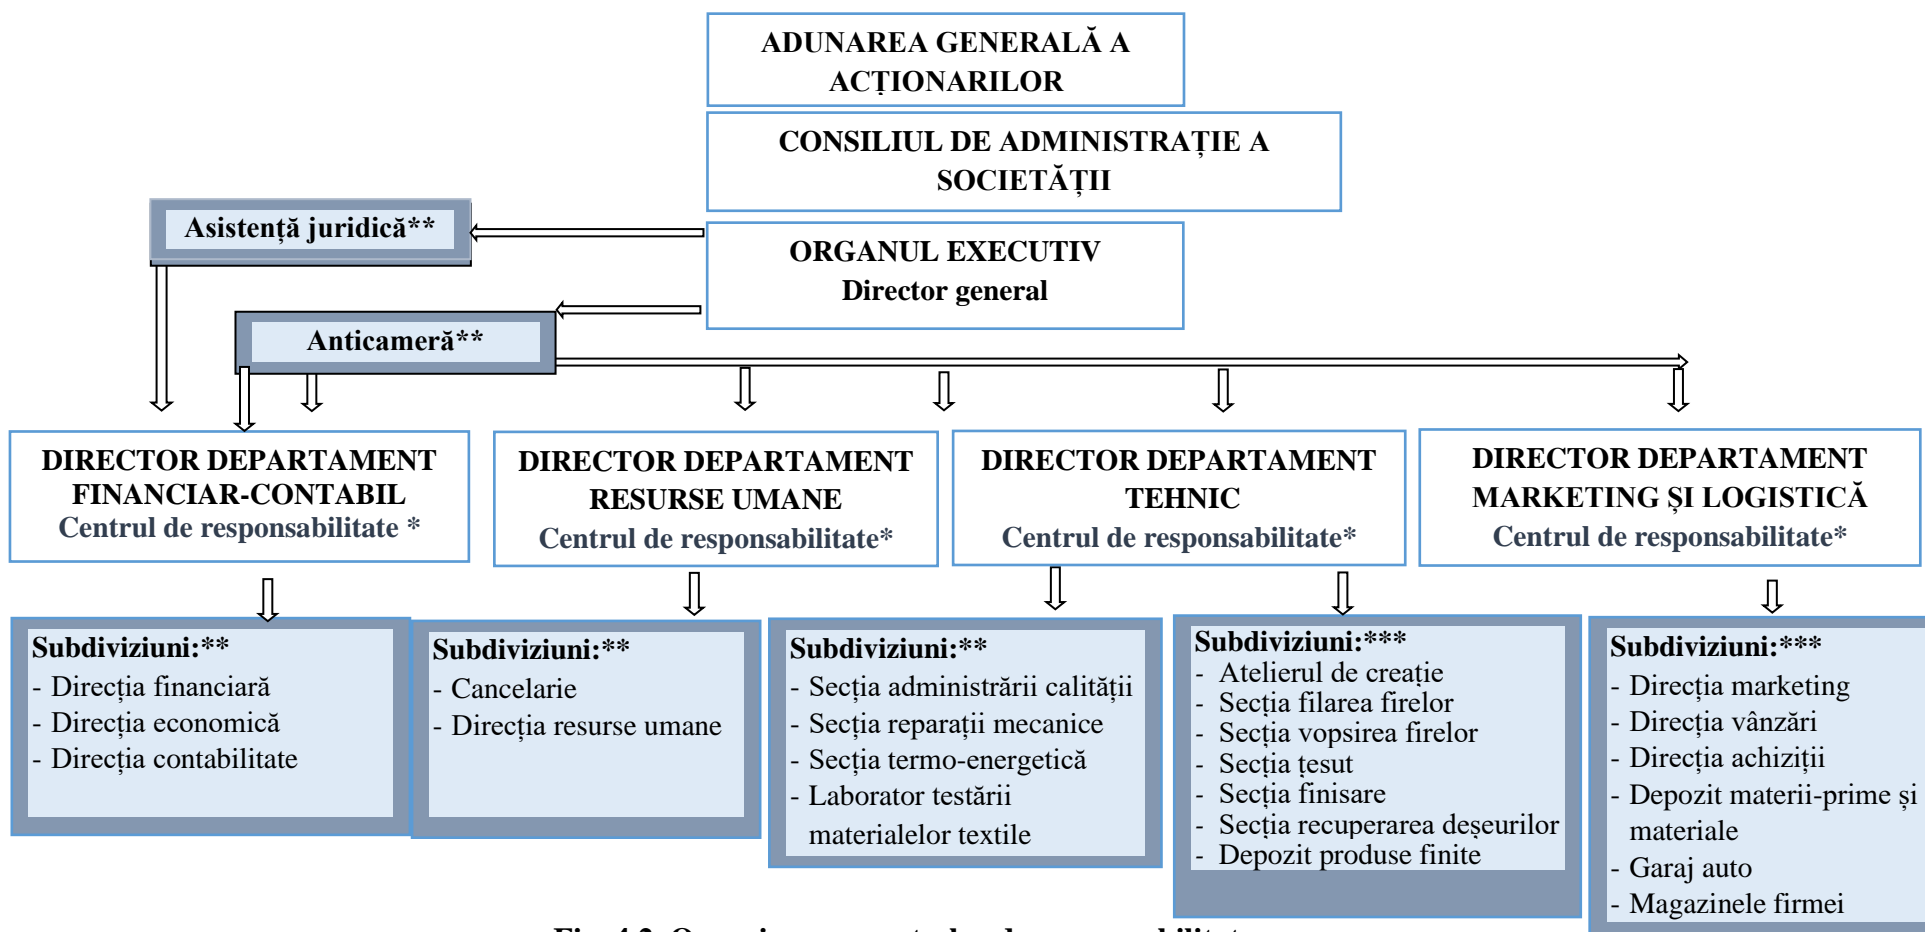 ADUNAREA GENERALĂ A
ACȚIONARILOR
CONSILIUL DE ADMINISTRAȚIE A
SOCIETĂȚII
Asistență juridică**
ORGANUL EXECUTIV
Director general
Anticameră**
DIRECTOR DEPARTAMENT
FINANCIAR-CONTABIL
Centrul de responsabilitate *
DIRECTOR DEPARTAMENT
RESURSE UMANE
Centrul de responsabilitate*
DIRECTOR DEPARTAMENT
TEHNIC
Centrul de responsabilitate*
DIRECTOR DEPARTAMENT
MARKETING ȘI LOGISTICĂ
Centrul de responsabilitate*
Subdiviziuni:**
- Direcția financiară
- Direcția economică
- Direcția contabilitate
Subdiviziuni:**
- Cancelarie
- Direcția resurse umane
Subdiviziuni:**
- Secția administrării calității
- Secția reparații mecanice
- Secția termo-energetică
- Laborator testării
materialelor textile
Subdiviziuni:***
- Atelierul de creație
- Secția filarea firelor
- Secția vopsirea firelor
- Secția țesut
- Secția finisare
- Secția recuperarea deșeurilor
- Depozit produse finite
Subdiviziuni:***
- Direcția marketing
- Direcția vânzări
- Direcția achiziții
- Depozit materii-prime și
materiale
- Garaj auto
- Magazinele firmei